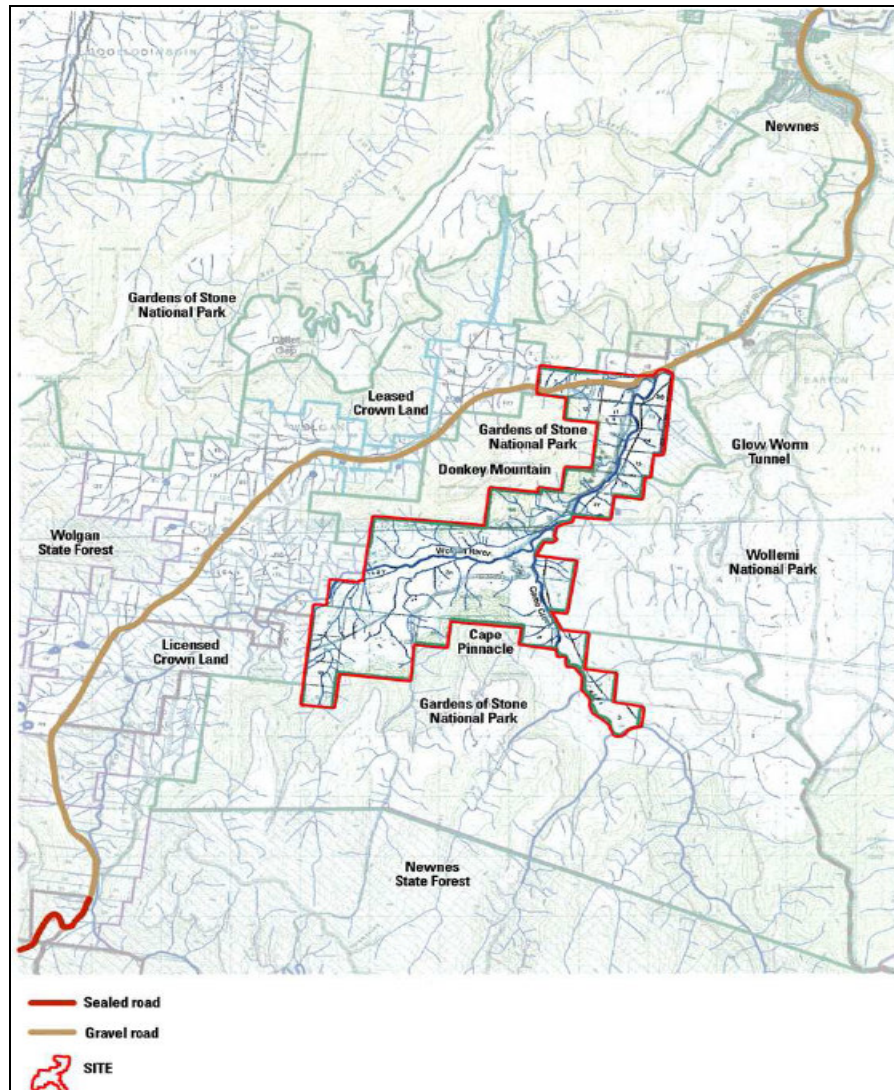 Newnes
Gardens of Stone
National Park
Leased
Crown Land
Gardens of Stone
National Park
Donkey Mountain
Glow Worm
Tunnel
Wolgan
State Forest
Wollemi
National Park
Licensed
Crown Land
Cape
Pinnacle
Gardens of Stone
National Park
Newnes
State Forest
Sealed road
Gravel road
SITE